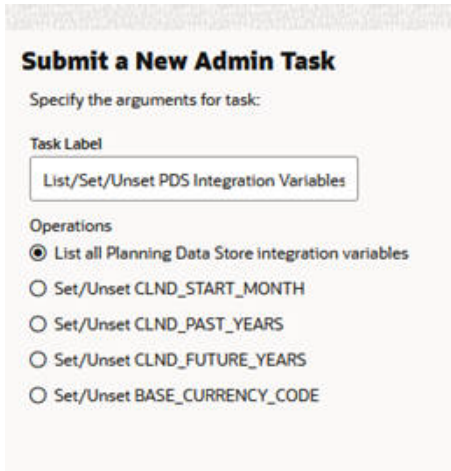 Submit a New Admin Task
Specify the arguments for task:
Task Label
List/Set/Unset PDS Integration Variables
Operations
List all Planning Data Store integration variables
Set/Unset CLND_START_MONTH
Set/Unset CLND_PAST_YEARS
Set/Unset CLND_FUTURE_YEARS
Set/Unset BASE_CURRENCY_CODE